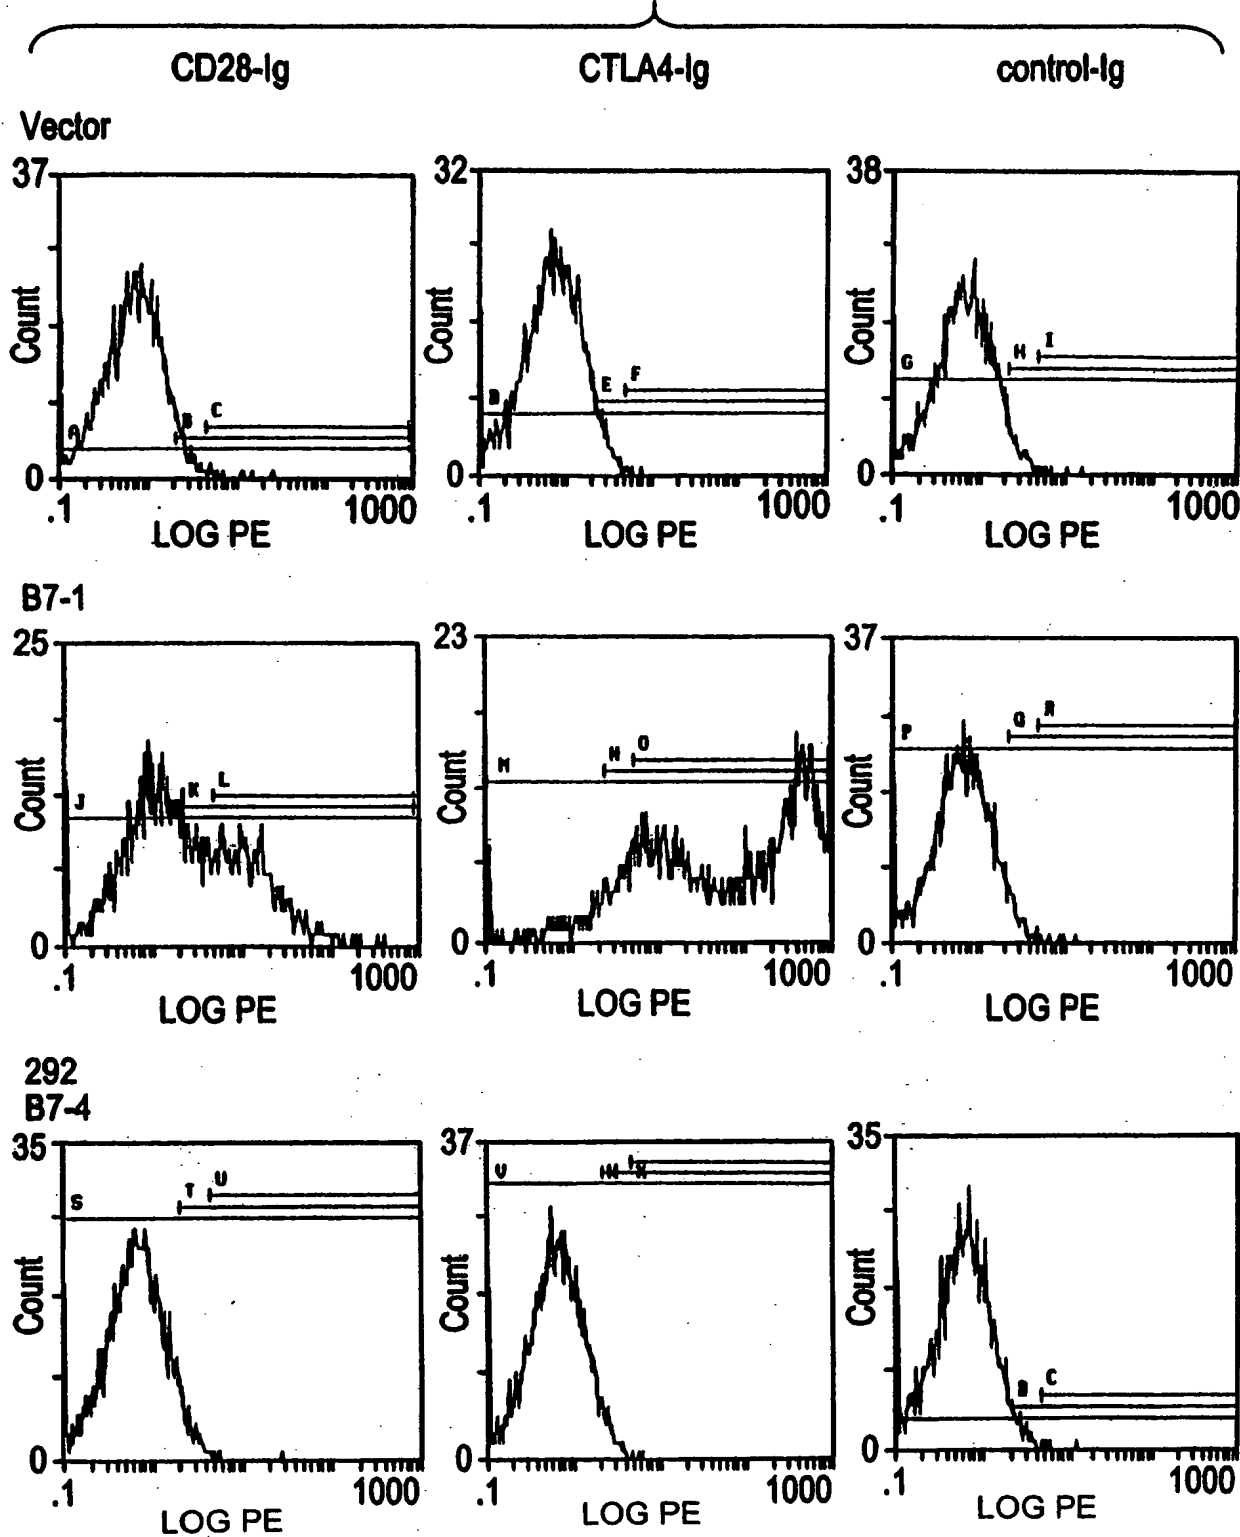 CD28-Ig CTLA4-Ig control-Ig
Vector
37 32 38
Count Count Count
A B C E F G H I
0 0 0
.1 1000 .1 1000 .1 1000
LOG PE LOG PE LOG PE
B7-1
25 23 37
Count Count Count
J K L M N O P Q R
0 0 0
.1 1000 .1 1000 .1 1000
LOG PE LOG PE LOG PE
292
B7-4
35 37 35
Count Count Count
S T U V X B C
0 0 0
.1 1000 .1 1000 .1 1000
LOG PE LOG PE LOG PE